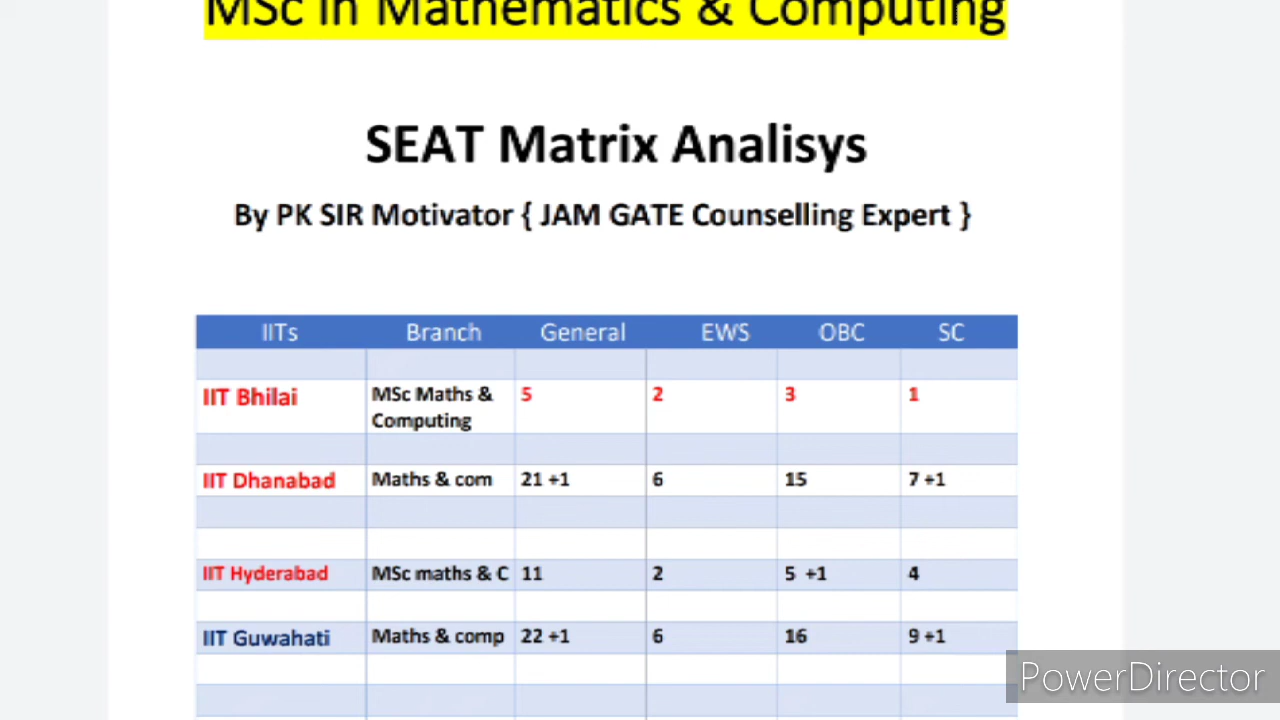 MSc in Mathematics & Computing
SEAT Matrix Analisys
By PK SIR Motivator { JAM GATE Counselling Expert }
IITs Branch General EWS OBC SC
IIT Bhilai MSc Maths & Computing 5 2 3 1
IIT Dhanabad Maths & com 21 +1 6 15 7 +1
IIT Hyderabad MSc maths & C 11 2 5 +1 4
IIT Guwahati Maths & comp 22 +1 6 16 9 +1
PowerDirector